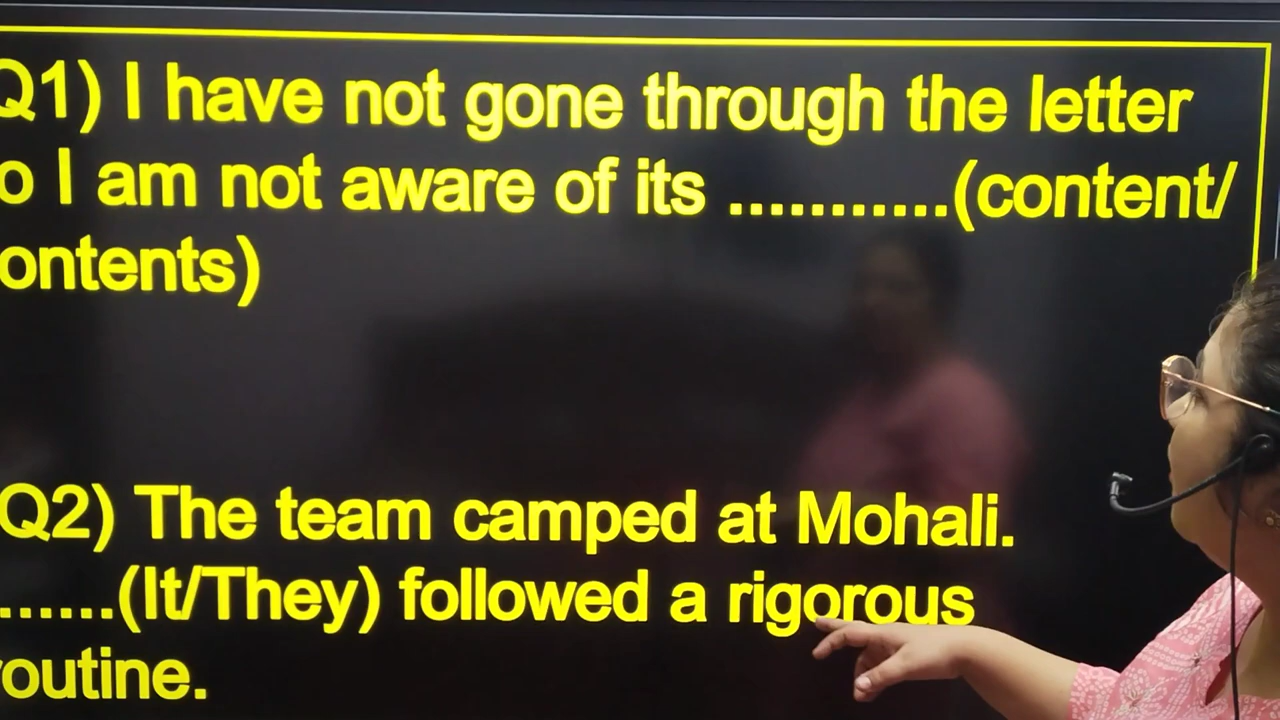 Q1) I have not gone through the letter
o I am not aware of its ...........(content/
ontents)
Q2) The team camped at Mohali.
......(It/They) followed a rigorous
outine.